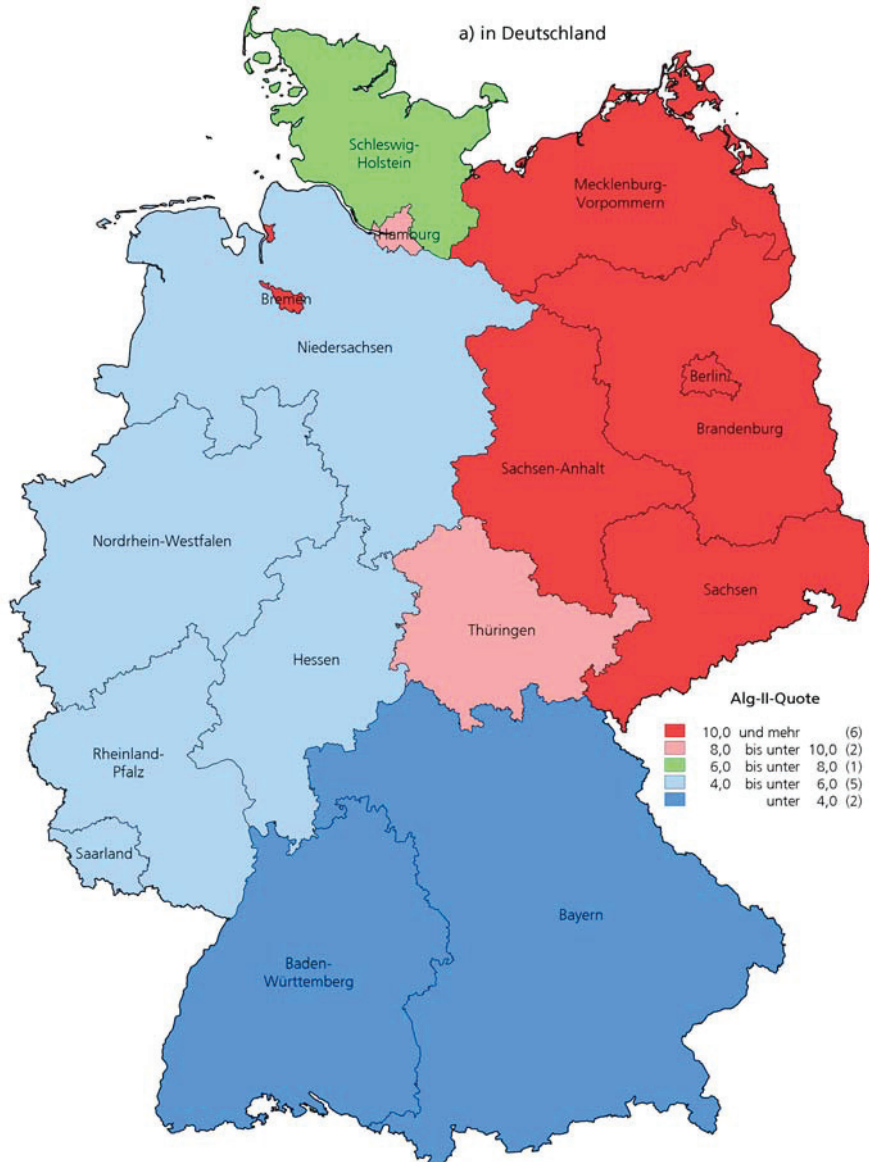 a) in Deutschland
Schleswig-
Holstein
Mecklenburg-
Vorpommern
Hamburg
Bremen
Niedersachsen
Berlin
Brandenburg
Sachsen-Anhalt
Nordrhein-Westfalen
Sachsen
Thüringen
Hessen
Rheinland-
Pfalz
Saarland
Bayern
Baden-
Württemberg
Alg-II-Quote
10,0 und mehr (6)
8,0 bis unter 10,0 (2)
6,0 bis unter 8,0 (1)
4,0 bis unter 6,0 (5)
unter 4,0 (2)